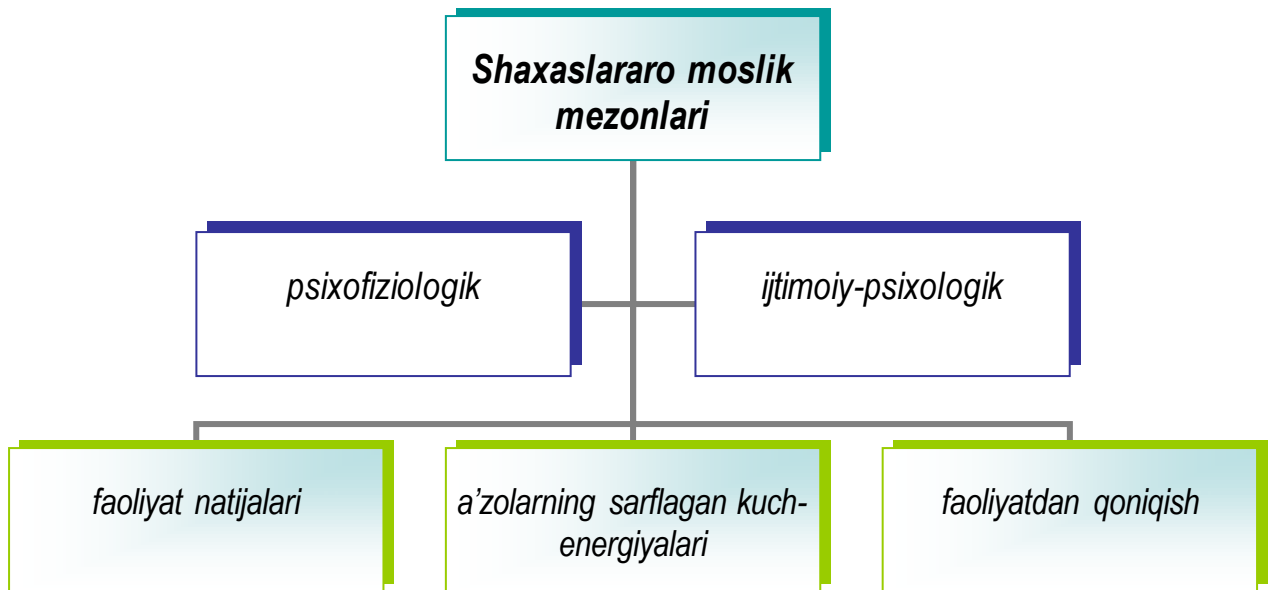 Shaxaslararo moslik
mezonlari
psixofiziologik
ijtimoiy-psixologik
faoliyat natijalari
a’zolarning sarflagan kuch-
energiyalari
faoliyatdan qoniqish